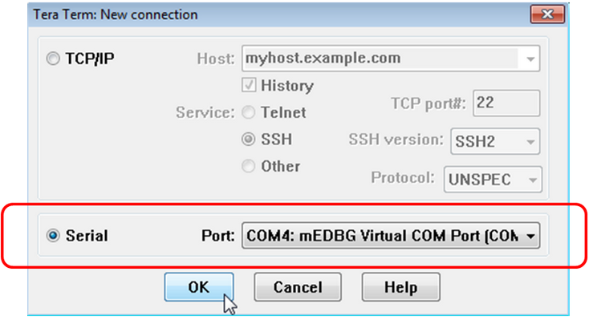 Tera Term: New connection
TCP/IP
Host: myhost.example.com
History
Service: Telnet
TCP port#: 22
SSH
SSH version: SSH2
Other
Protocol: UNSPEC
Serial
Port: COM4: mEDBG Virtual COM Port (CON
OK
Cancel
Help